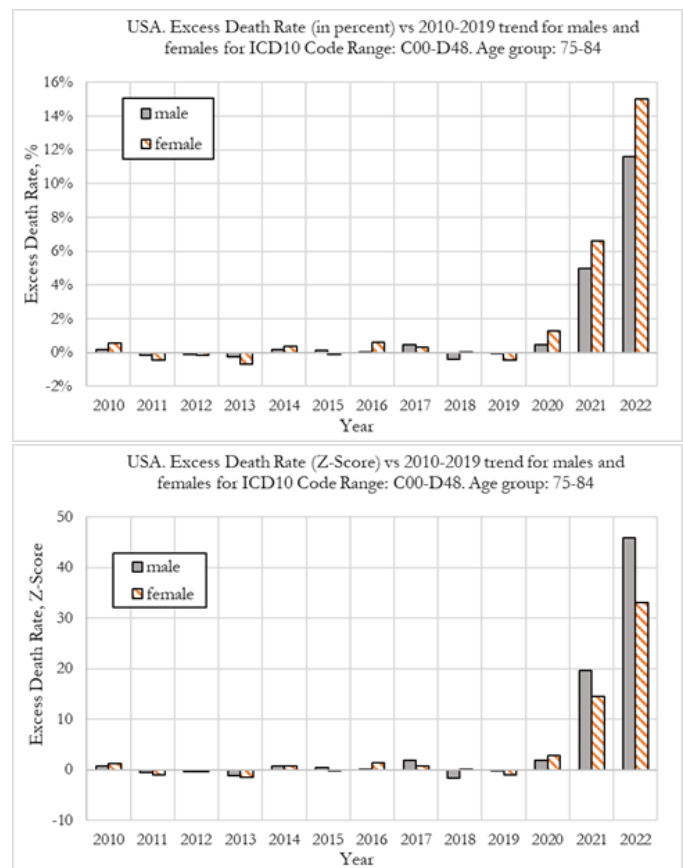 USA. Excess Death Rate (in percent) vs 2010-2019 trend for males and
females for ICD10 Code Range: C00-D48. Age group: 75-84
16%
14%
12%
10%
8%
6%
4%
2%
0%
-2%
Excess Death Rate, %
male
female
2010 2011 2012 2013 2014 2015 2016 2017 2018 2019 2020 2021 2022
Year
USA. Excess Death Rate (Z-Score) vs 2010-2019 trend for males and
females for ICD10 Code Range: C00-D48. Age group: 75-84
50
40
30
20
10
0
-10
Excess Death Rate, Z-Score
male
female
2010 2011 2012 2013 2014 2015 2016 2017 2018 2019 2020 2021 2022
Year